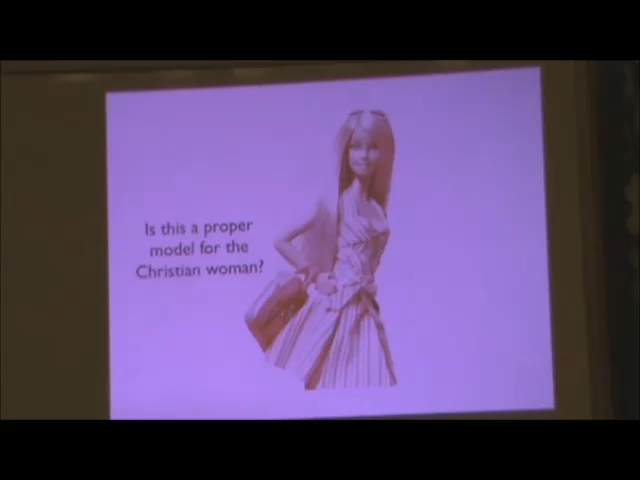 Is this a proper
model for the
Christian woman?